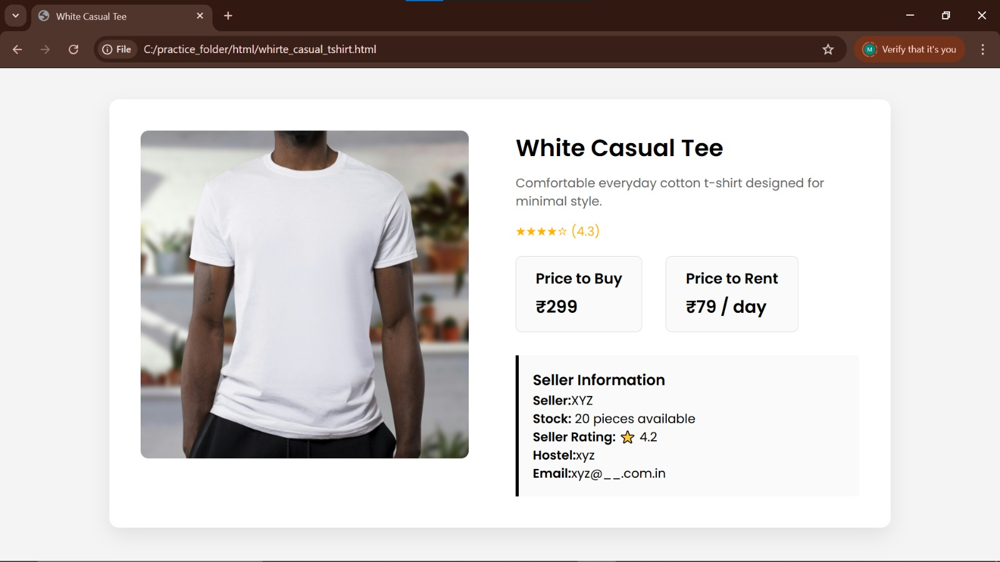 White Casual Tee
File C:/practice_folder/html/whirte_casual_tshirt.html
M Verify that it's you
White Casual Tee
Comfortable everyday cotton t-shirt designed for
minimal style.
★★★★☆ (4.3)
Price to Buy
₹299
Price to Rent
₹79 / day
Seller Information
Seller:XYZ
Stock: 20 pieces available
Seller Rating: ⭐ 4.2
Hostel:xyz
Email:xyz@__.com.in